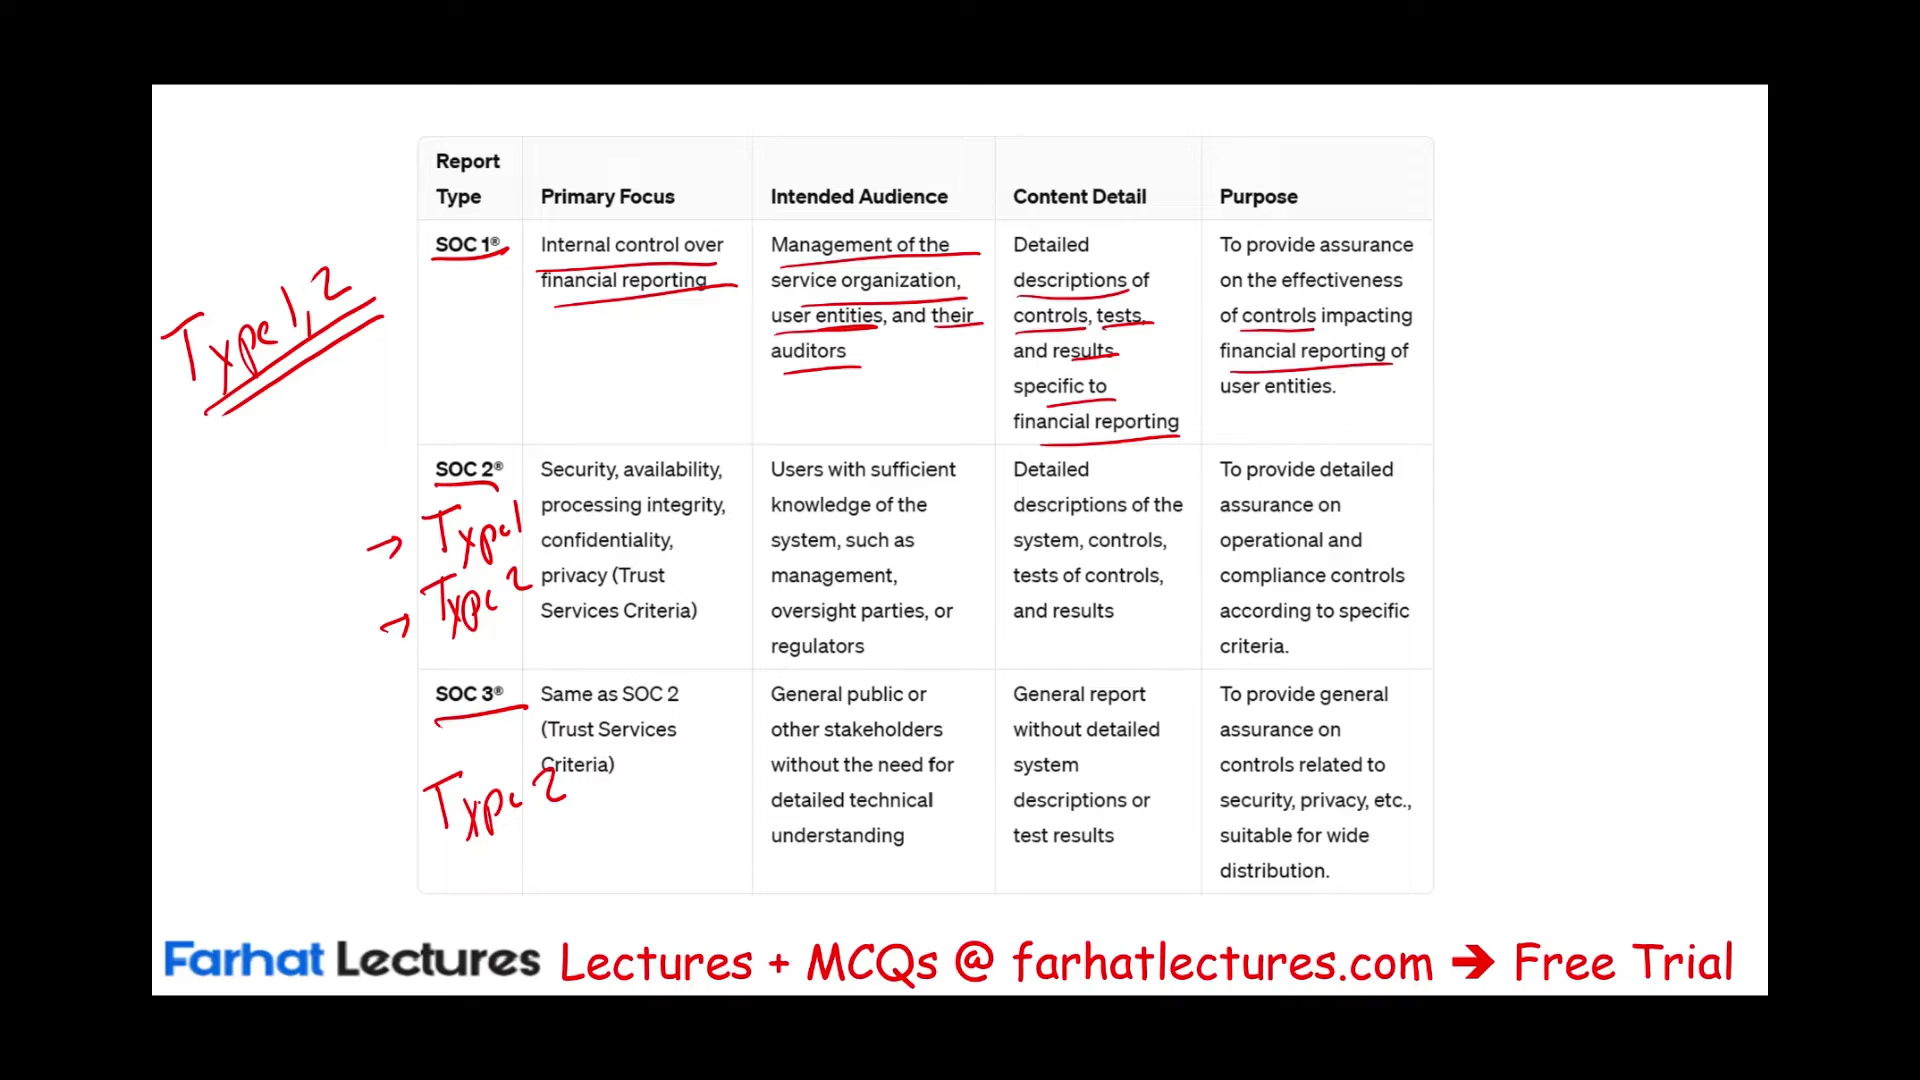 Report
Type
Primary Focus
Intended Audience
Content Detail
Purpose
SOC 1®
Internal control over
financial reporting
Management of the
service organization,
user entities, and their
auditors
Detailed
descriptions of
controls, tests,
and results
specific to
financial reporting
To provide assurance
on the effectiveness
of controls impacting
financial reporting of
user entities.
Type 1, 2
SOC 2®
Type 1
Type 2
Security, availability,
processing integrity,
confidentiality,
privacy (Trust
Services Criteria)
Users with sufficient
knowledge of the
system, such as
management,
oversight parties, or
regulators
Detailed
descriptions of the
system, controls,
tests of controls,
and results
To provide detailed
assurance on
operational and
compliance controls
according to specific
criteria.
SOC 3®
Type 2
Same as SOC 2
(Trust Services
Criteria)
General public or
other stakeholders
without the need for
detailed technical
understanding
General report
without detailed
system
descriptions or
test results
To provide general
assurance on
controls related to
security, privacy, etc.,
suitable for wide
distribution.
Farhat Lectures Lectures + MCQs @ farhatlectures.com → Free Trial